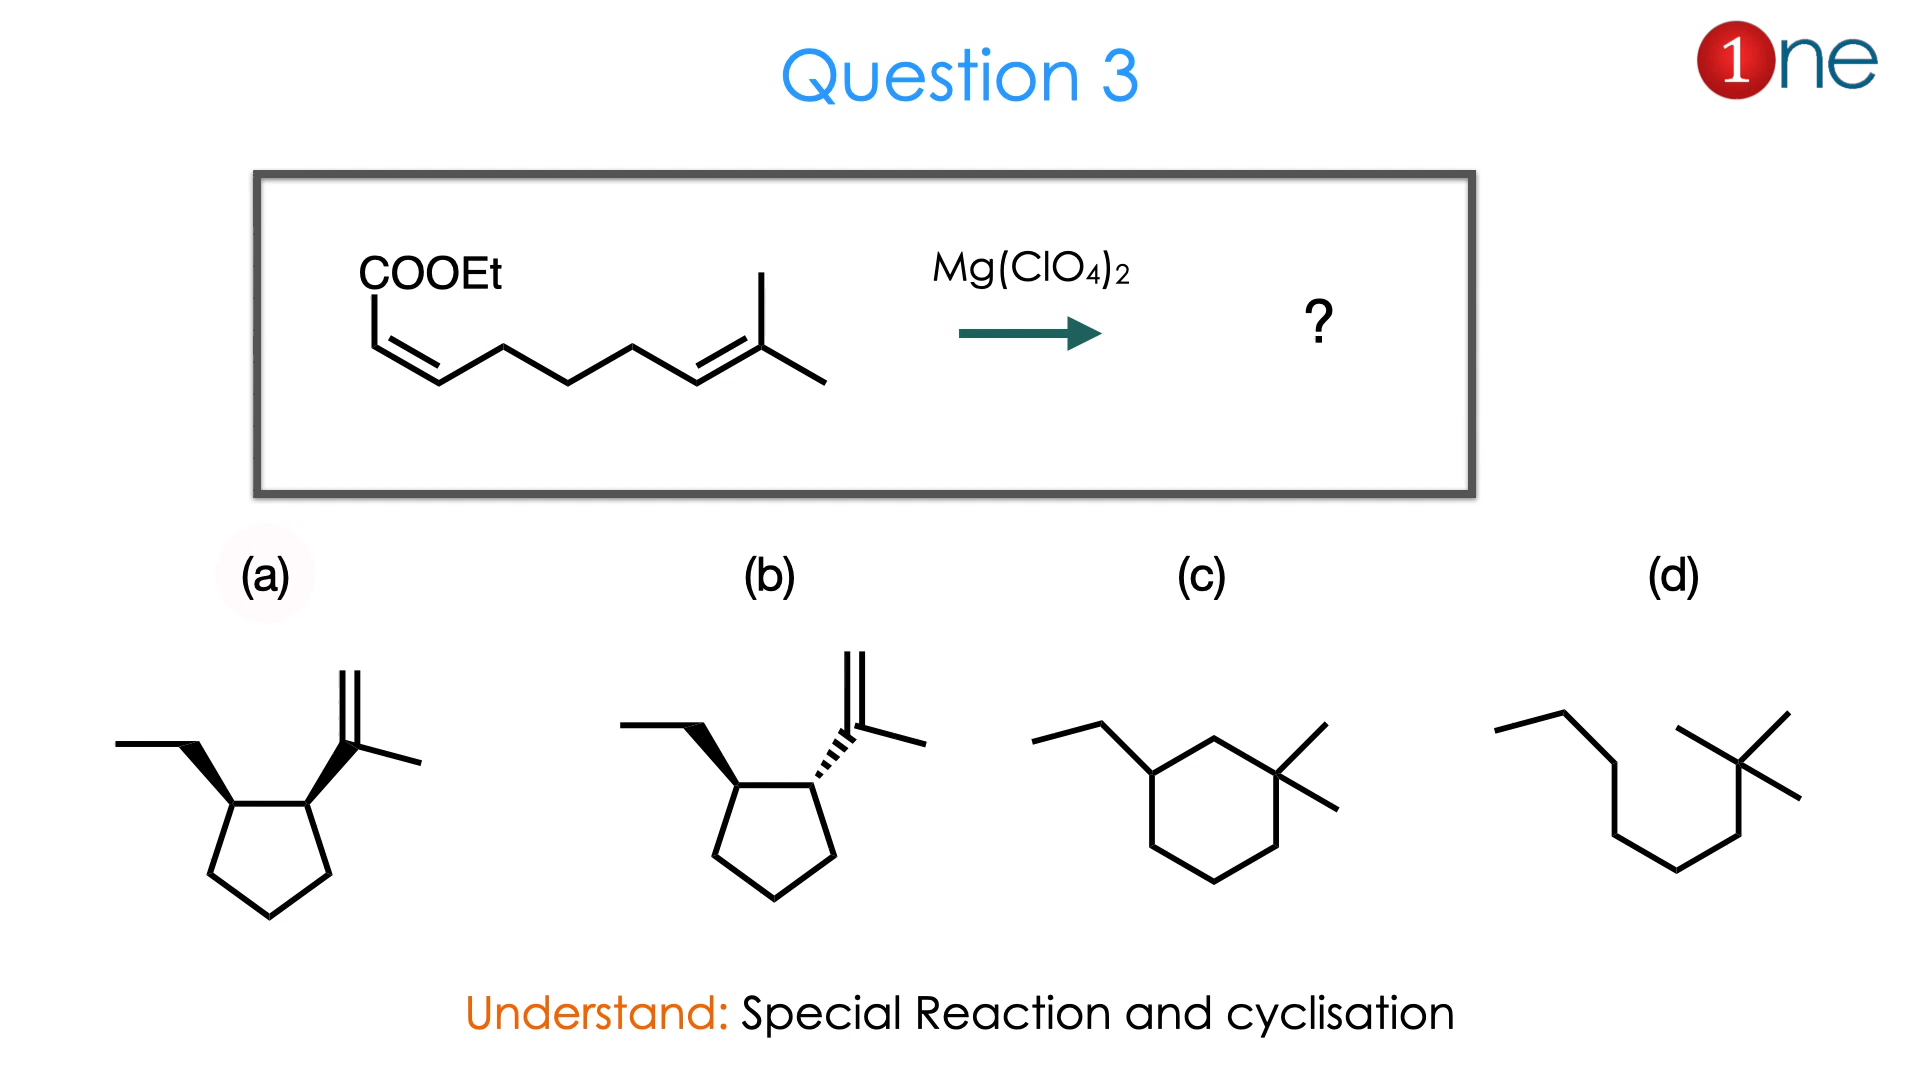 Question 3
1ne
COOEt
Mg(ClO4)2
?
(a)
(b)
(c)
(d)
Understand: Special Reaction and cyclisation